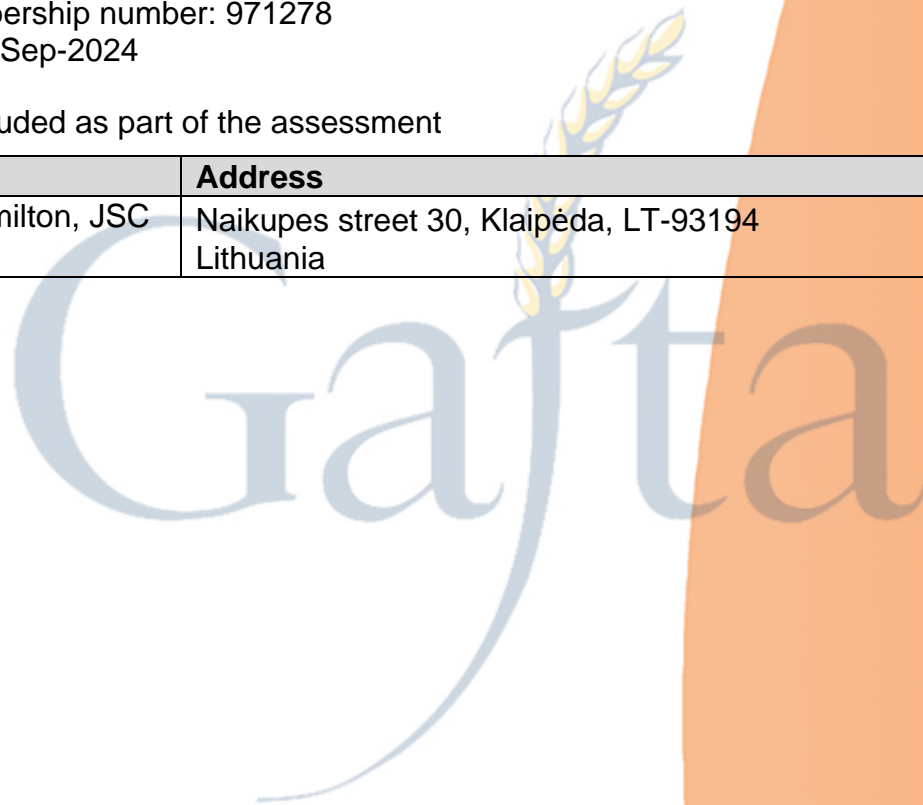 pership number: 971278
Sep-2024
uded as part of the assessment
Address
nilton, JSC
Naikupes street 30, Klaipėda, LT-93194
Lithuania
Gafta